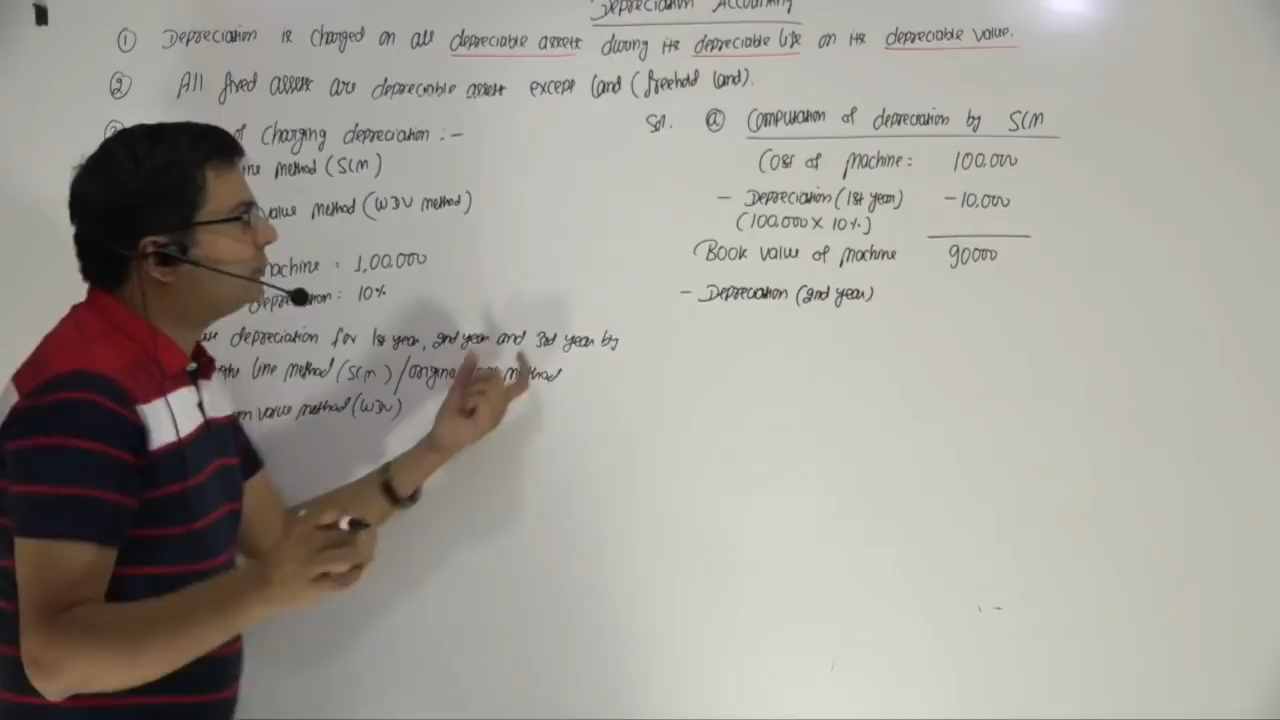 Depreciation Accounting
① Depreciation is charged on all depreciable assets during its depreciable life on its depreciable value.
② All fixed assets are depreciable assets except land (freehold land).
of charging depreciation :-
line method (SLM)
value method (WDV method)
machine = 1,00,000
depreciation: 10%
depreciation for 1st year, 2nd year and 3rd year by
line method (SLM) / original method
value method (WDV)
Sol. ⓐ Computation of depreciation by SLM
Cost of machine = 100,000
- Depreciation (1st year) -10,000
(100,000 X 10%)
Book value of machine 90000
- Depreciation (2nd year)